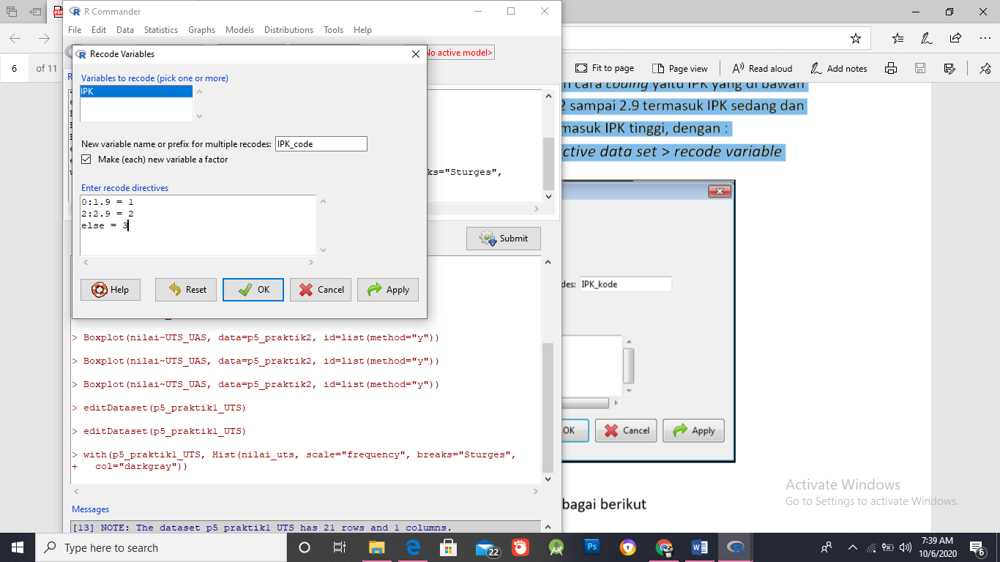 R Commander
File Edit Data Statistics Graphs Models Distributions Tools Help
Recode Variables
No active model>
6 of 11
Fit to page Page view Read aloud Add notes
Variables to recode (pick one or more)
IPK
New variable name or prefix for multiple recodes: IPK_code
Make (each) new variable a factor
ks="Sturges",
Enter recode directives
0:1.9 = 1
2:2.9 = 2
else = 3
Submit
Help Reset OK Cancel Apply
> Boxplot(nilai~UTS_UAS, data=p5_praktik2, id=list(method="y"))
> Boxplot(nilai~UTS_UAS, data=p5_praktik2, id=list(method="y"))
> Boxplot(nilai~UTS_UAS, data=p5_praktik2, id=list(method="y"))
> editDataset(p5_praktik1_UTS)
> editDataset(p5_praktik1_UTS)
> with(p5_praktik1_UTS, Hist(nilai_uts, scale="frequency", breaks="Sturges",
+ col="darkgray"))
Messages
[13] NOTE: The dataset p5_praktik1_UTS has 21 rows and 1 columns.
n cara coding yaitu IPK yang di bawah
2 sampai 2.9 termasuk IPK sedang dan
masuk IPK tinggi, dengan :
ctive data set > recode variable
des: IPK_kode
OK Cancel Apply
bagai berikut
Activate Windows
Go to Settings to activate Windows.
Type here to search
22
Ps
7:39 AM
10/6/2020
6